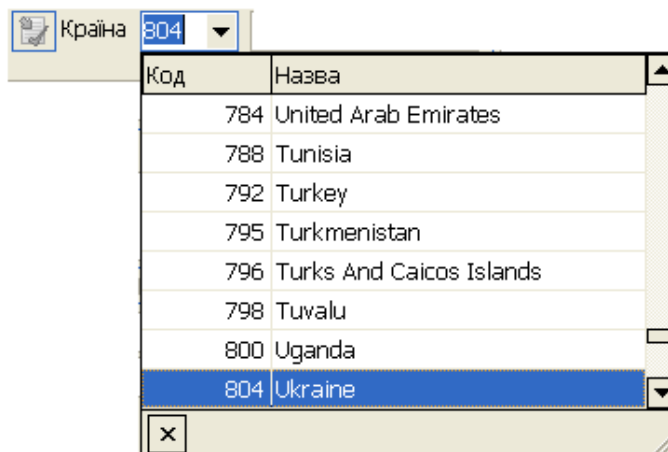 Країна 804
Код Назва
784 United Arab Emirates
788 Tunisia
792 Turkey
795 Turkmenistan
796 Turks And Caicos Islands
798 Tuvalu
800 Uganda
804 Ukraine